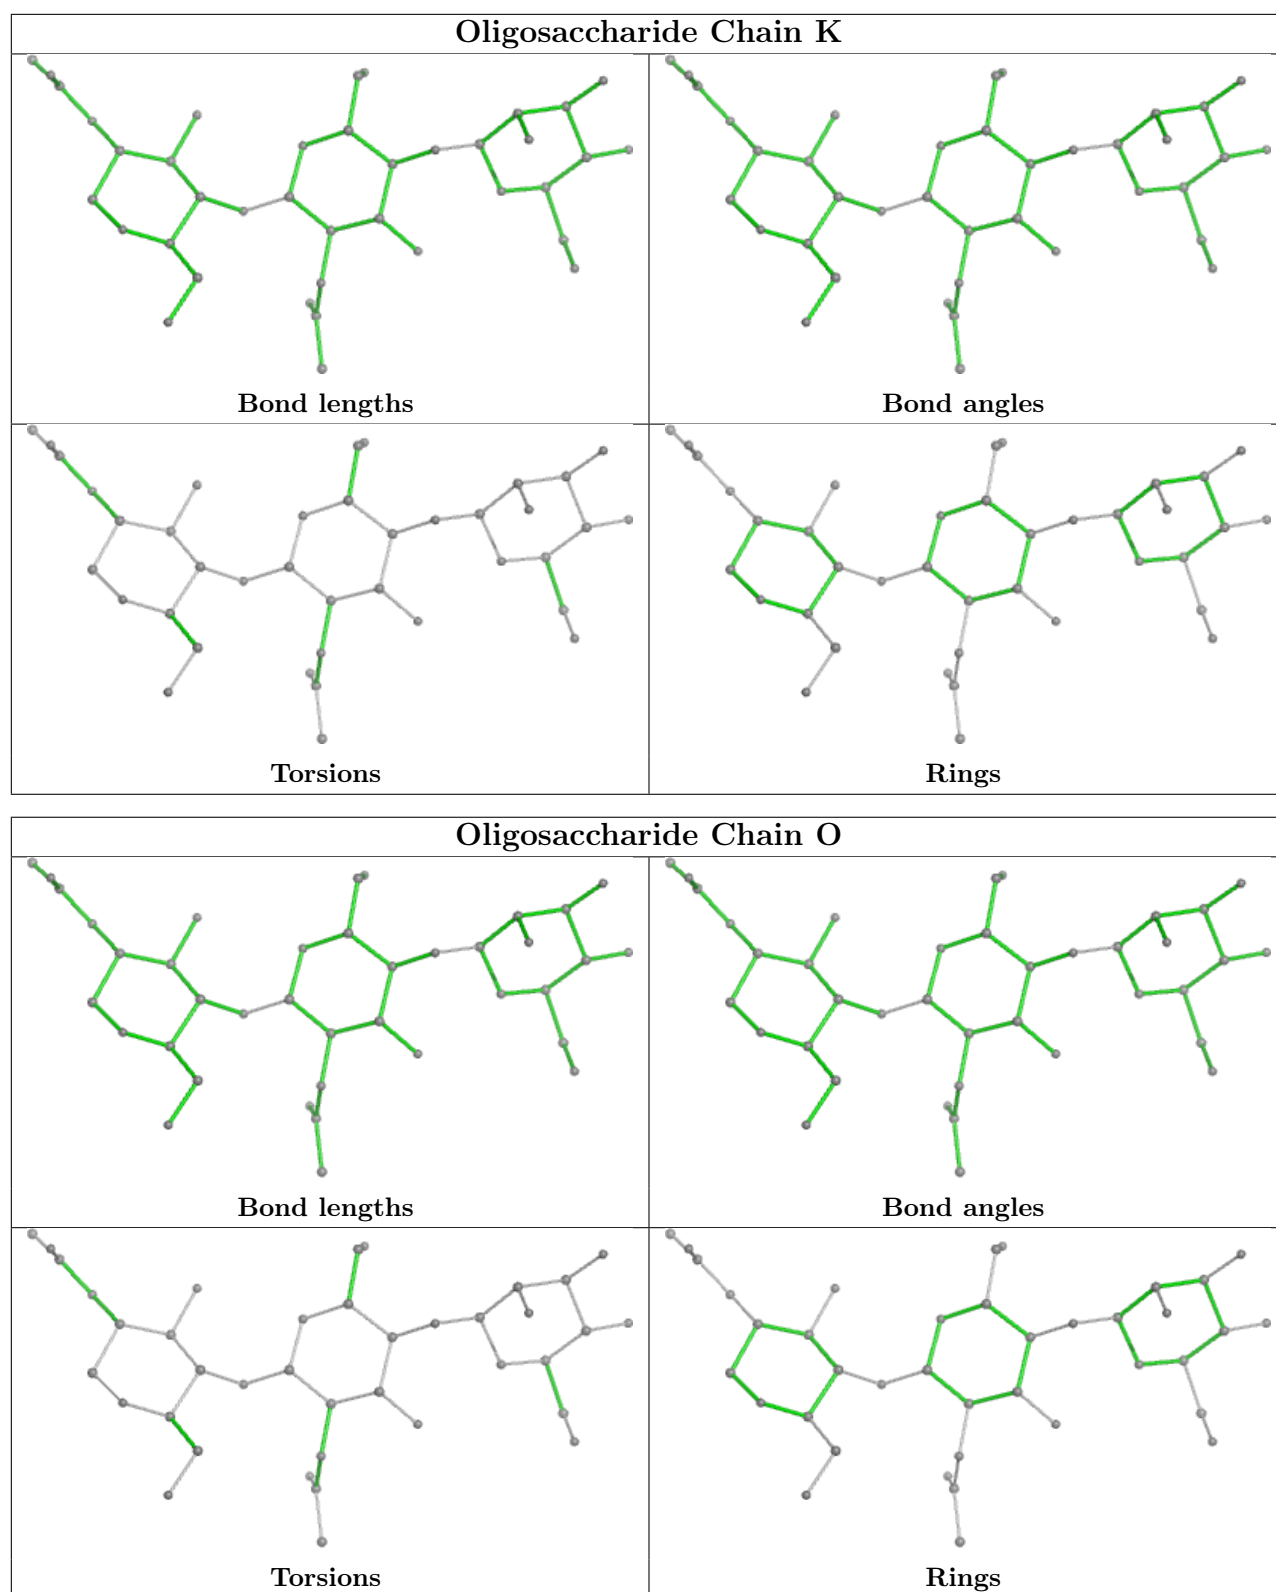 Oligosaccharide Chain K
Bond lengths
Bond angles
Torsions
Rings
Oligosaccharide Chain O
Bond lengths
Bond angles
Torsions
Rings